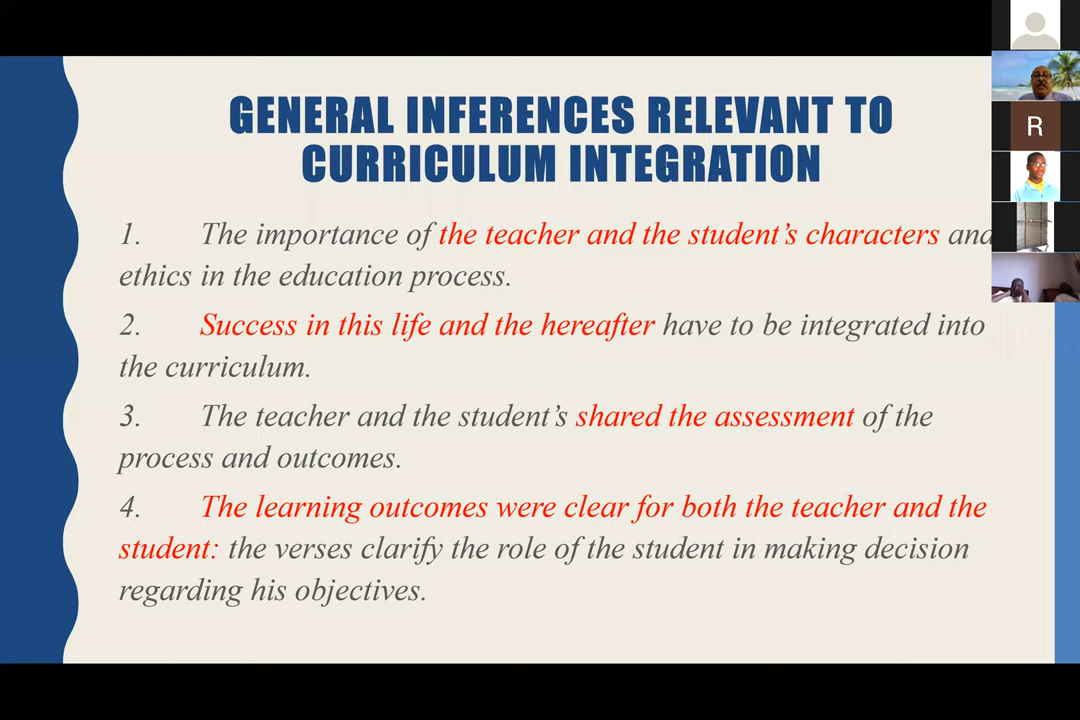 GENERAL INFERENCES RELEVANT TO
CURRICULUM INTEGRATION
R
1. The importance of the teacher and the student’s characters and
ethics in the education process.
2. Success in this life and the hereafter have to be integrated into
the curriculum.
3. The teacher and the student’s shared the assessment of the
process and outcomes.
4. The learning outcomes were clear for both the teacher and the
student: the verses clarify the role of the student in making decision
regarding his objectives.